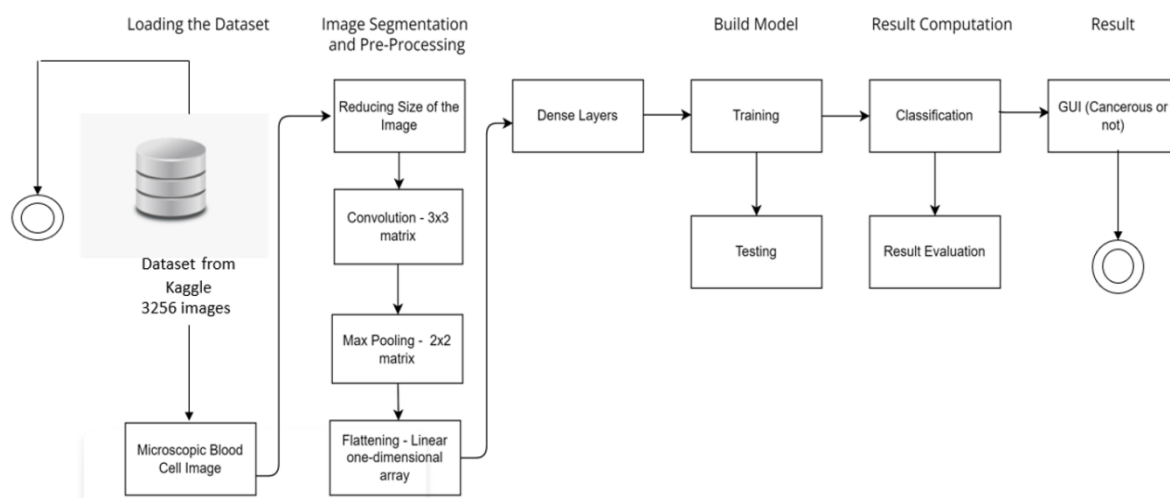 Loading the Dataset
Image Segmentation
and Pre-Processing
Build Model
Result Computation
Result
Dataset from
Kaggle
3256 images
Microscopic Blood
Cell Image
Reducing Size of the
Image
Convolution - 3x3
matrix
Max Pooling - 2x2
matrix
Flattening - Linear
one-dimensional
array
Dense Layers
Training
Testing
Classification
Result Evaluation
GUI (Cancerous or
not)